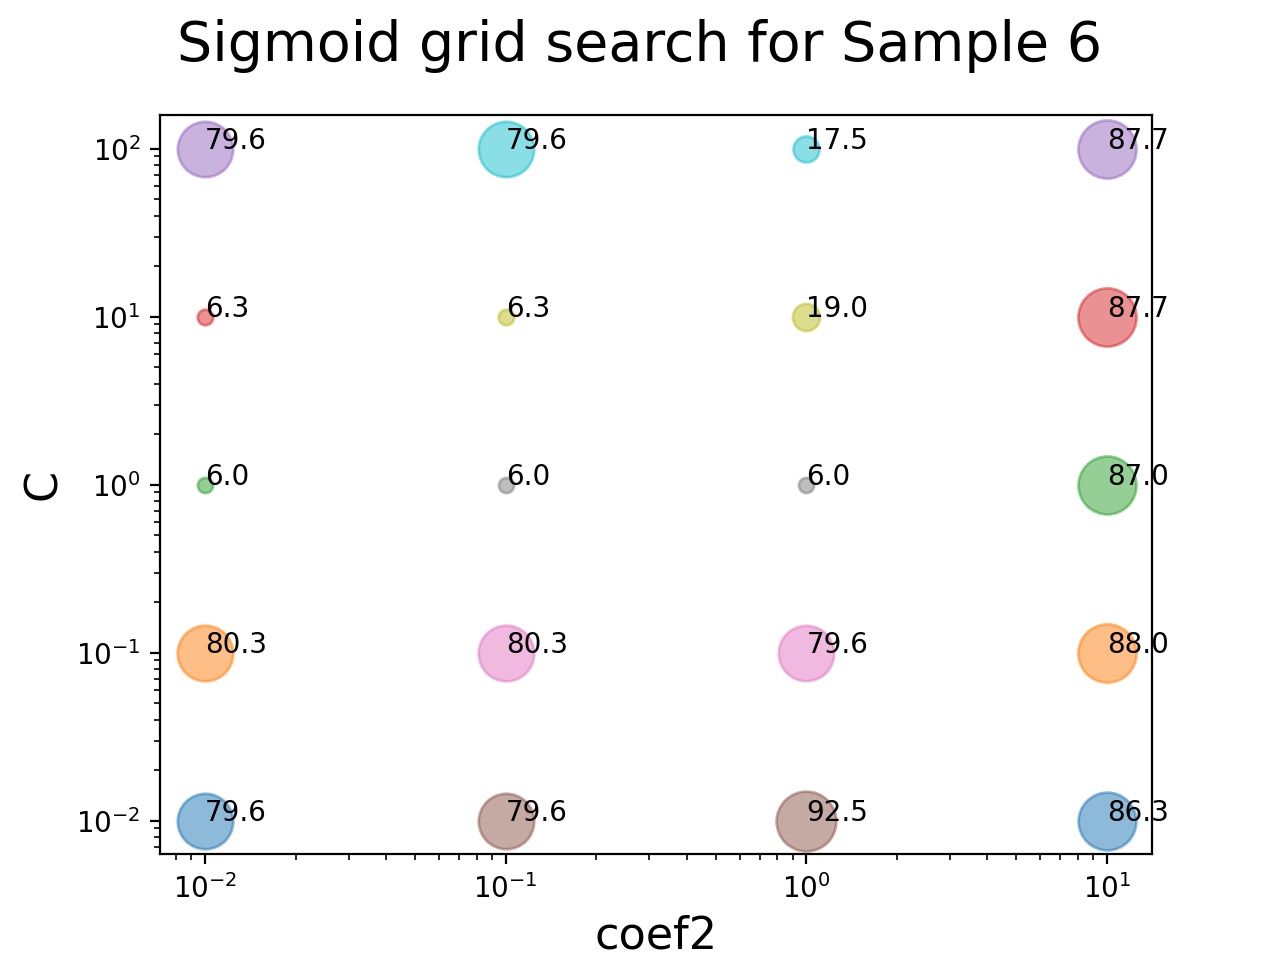 Sigmoid grid search for Sample 6
10² 79.6 79.6 17.5 87.7
10¹ 6.3 6.3 19.0 87.7
C 10⁰ 6.0 6.0 6.0 87.0
10⁻¹ 80.3 80.3 79.6 88.0
10⁻² 79.6 79.6 92.5 86.3
10⁻² 10⁻¹ 10⁰ 10¹
coef2